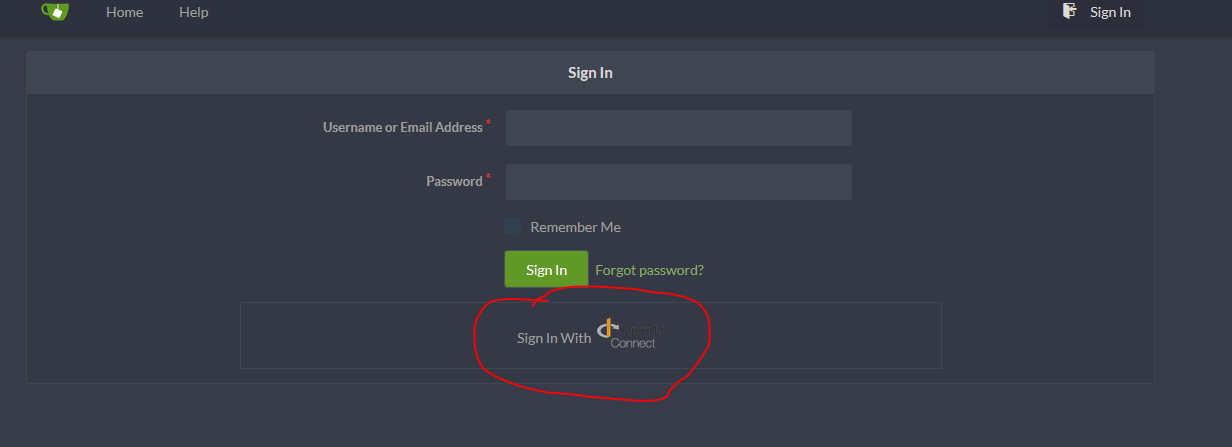 Home Help Sign In
Sign In
Username or Email Address *
Password *
Remember Me
Sign In Forgot password?
Sign In With OpenID
Connect